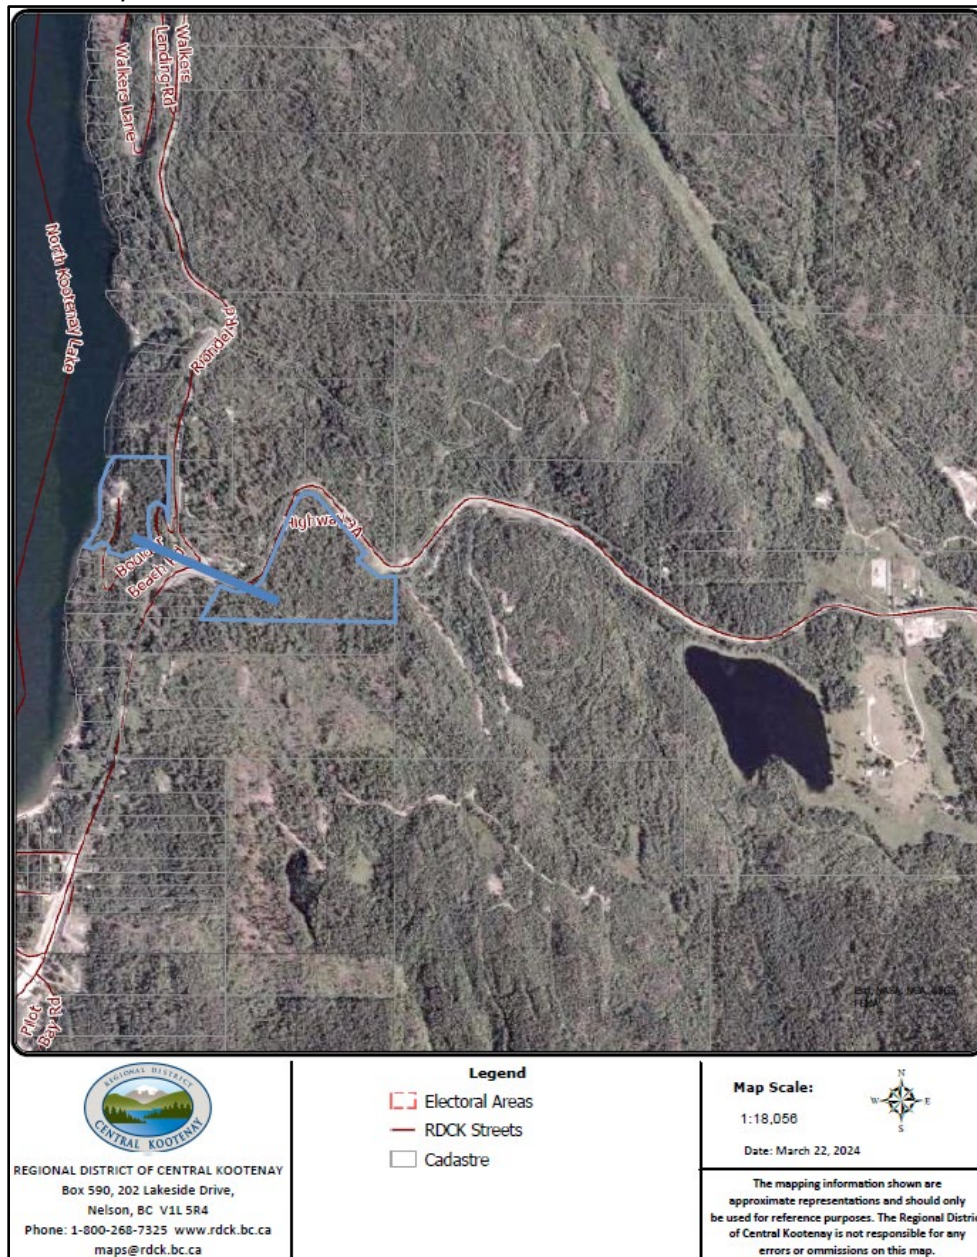 Walkers Lane
Walkers
Landing Rd
North Kootenay Lake
Riondel Rd
Highway 3A
Beach
Pilot
Bay Rd
REGIONAL DISTRICT
CENTRAL KOOTENAY
REGIONAL DISTRICT OF CENTRAL KOOTENAY
Box 590, 202 Lakeside Drive,
Nelson, BC V1L 5R4
Phone: 1-800-268-7325 www.rdck.bc.ca
maps@rdck.bc.ca
Legend
Electoral Areas
RDCK Streets
Cadastre
Map Scale:
1:18,056
N
W E
S
Date: March 22, 2024
The mapping information shown are
approximate representations and should only
be used for reference purposes. The Regional Distric
of Central Kootenay is not responsible for any
errors or ommissions on this map.